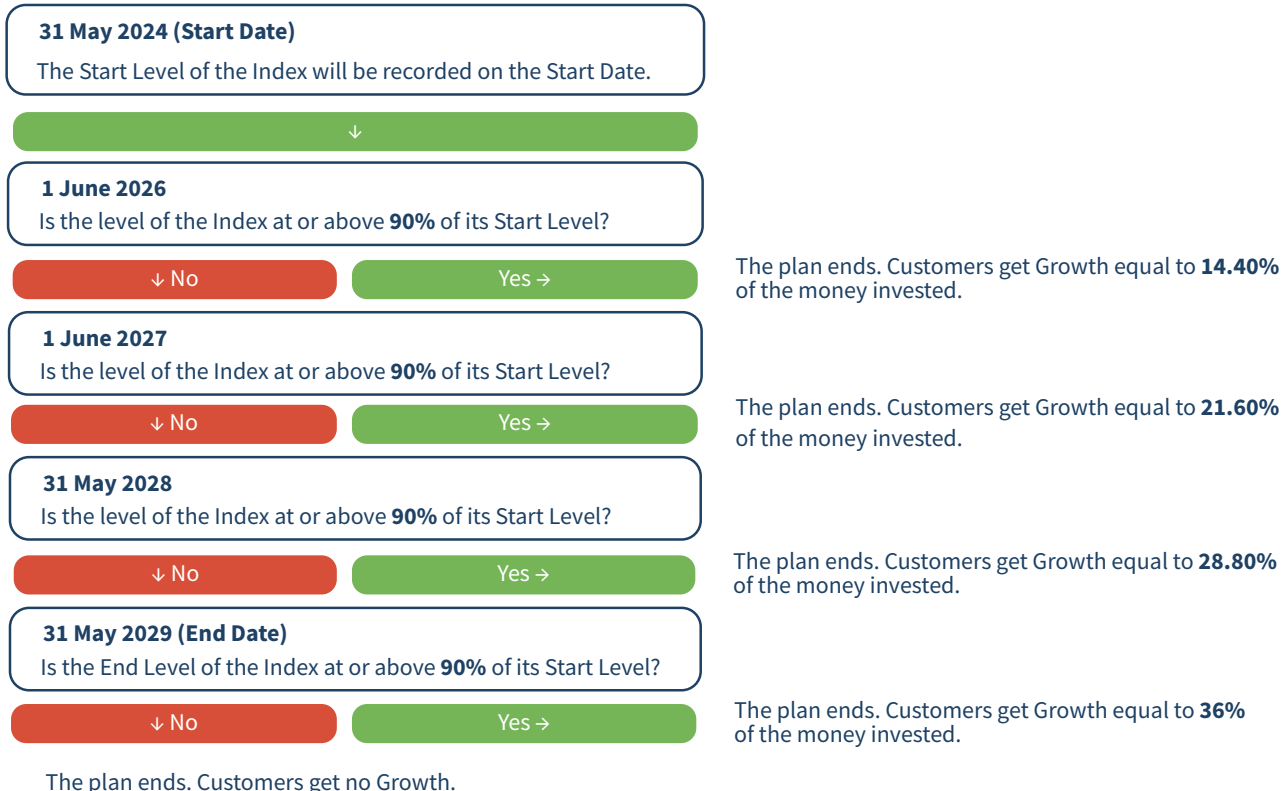 31 May 2024 (Start Date)
The Start Level of the Index will be recorded on the Start Date.
↓
1 June 2026
Is the level of the Index at or above 90% of its Start Level?
↓ No
Yes →
The plan ends. Customers get Growth equal to 14.40%
of the money invested.
1 June 2027
Is the level of the Index at or above 90% of its Start Level?
↓ No
Yes →
The plan ends. Customers get Growth equal to 21.60%
of the money invested.
31 May 2028
Is the level of the Index at or above 90% of its Start Level?
↓ No
Yes →
The plan ends. Customers get Growth equal to 28.80%
of the money invested.
31 May 2029 (End Date)
Is the End Level of the Index at or above 90% of its Start Level?
↓ No
Yes →
The plan ends. Customers get Growth equal to 36%
of the money invested.
The plan ends. Customers get no Growth.